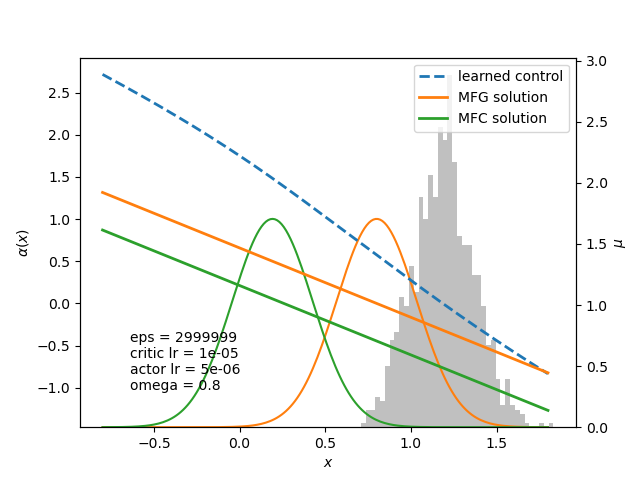 learned control
MFG solution
MFC solution
α(x)
2.5
2.0
1.5
1.0
0.5
0.0
−0.5
−1.0
3.0
2.5
2.0
1.5
1.0
0.5
0.0
μ
eps = 2999999
critic lr = 1e-05
actor lr = 5e-06
omega = 0.8
−0.5 0.0 0.5 1.0 1.5
x